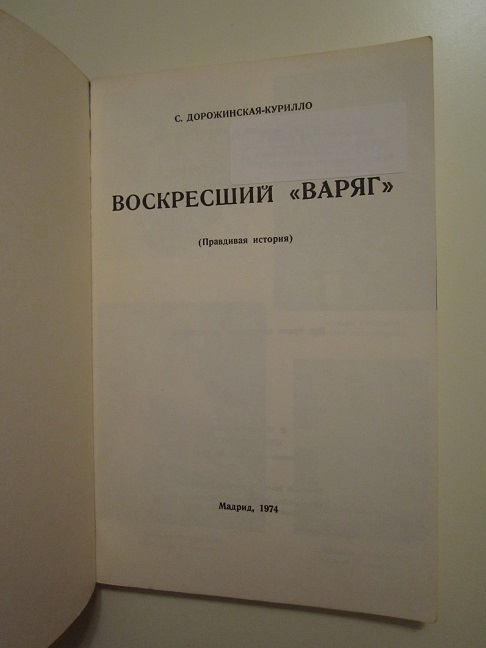 С. ДОРОЖИНСКАЯ-КУРИЛЛО
ВОСКРЕСШИЙ «ВАРЯГ»
(Правдивая история)
Мадрид, 1974